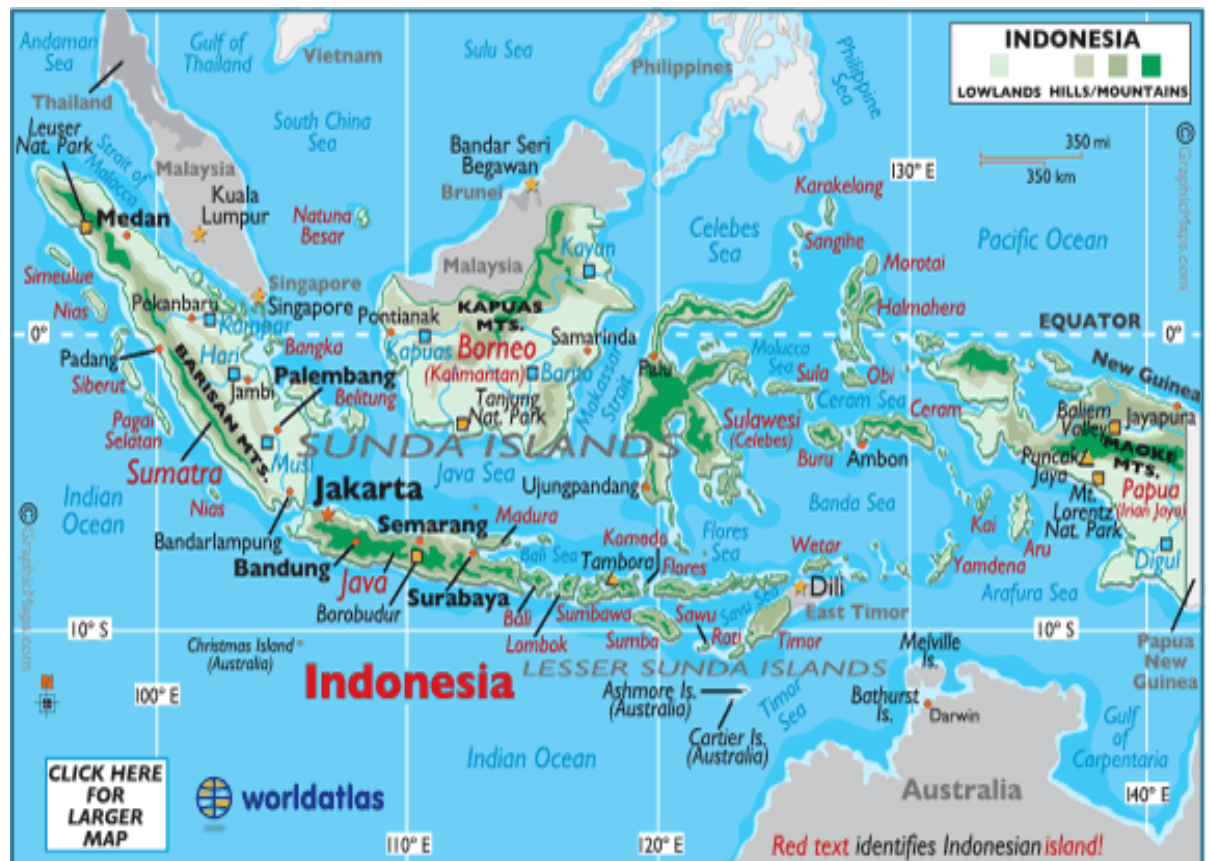 Andaman
Sea
Gulf of
Thailand
Vietnam
Sulu Sea
Philippines
Philippine
Sea
INDONESIA
LOWLANDS HILLS/MOUNTAINS
350 mi
350 km
© GraphicMaps.com
Thailand
Leuser
Nat. Park
Strait of
Malacca
South China
Sea
Malaysia
Kuala
Lumpur
Medan
Natuna
Besar
Bandar Seri
Begawan
Brunei
Malaysia
Kayan
Celebes
Sea
Karakelong
Sangihe
130° E
Pacific Ocean
Morotai
Halmahera
Simeulue
Nias
Singapore
Singapore
Pekanbaru
Kampar
Pontianak
KAPUAS
MTS.
Kapuas
Borneo
(Kalimantan)
Samarinda
Barito
Makassar
Strait
Palu
Molucca
Sea
EQUATOR
0°
0°
Padang
Hari
Bangka
Siberut
BARISAN MTS.
Jambi
Palembang
Belitung
Tanjung
Nat. Park
Sula
Obi
Ceram Sea
Ceram
New Guinea
Baliem
Valley
Jayapura
Pagai
Selatan
Sumatra
Musi
SUNDA ISLANDS
Sulawesi
(Celebes)
Buru
Ambon
MAOKE
MTS.
Puncak
Jaya
Mt.
Lorentz
Nat. Park
Papua
(Irian Jaya)
Indian
Ocean
Nias
Jakarta
Java Sea
Ujungpandang
Banda Sea
Kai
Aru
Digul
© GraphicMaps.com
Bandarlampung
Semarang
Madura
Bandung
Java
Borobudur
Surabaya
Bali Sea
Komodo
Tambora
Flores
Flores
Sea
Wetar
Yamdena
Arafura Sea
Bali
Lombok
Sumbawa
Sumba
Sawu
Savu Sea
Roti
Dili
East Timor
Timor
10° S
10° S
Christmas Island
(Australia)
Indonesia
LESSER SUNDA ISLANDS
Melville
Is.
Papua
New
Guinea
N
100° E
Ashmore Is.
(Australia)
Cartier Is.
(Australia)
Timor
Sea
Bathurst
Is.
Darwin
Gulf
of
Carpentaria
CLICK HERE
FOR
LARGER
MAP
worldatlas
Indian Ocean
Australia
110° E
120° E
140° E
Red text identifies Indonesian island!